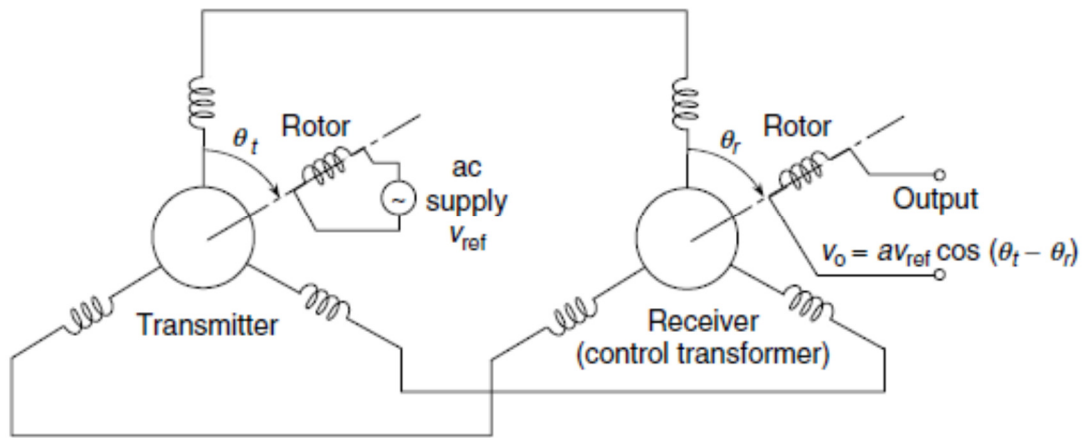 θt
Rotor
ac
supply
vref
Transmitter
θr
Rotor
Output
vo = avref cos (θt – θr)
Receiver
(control transformer)